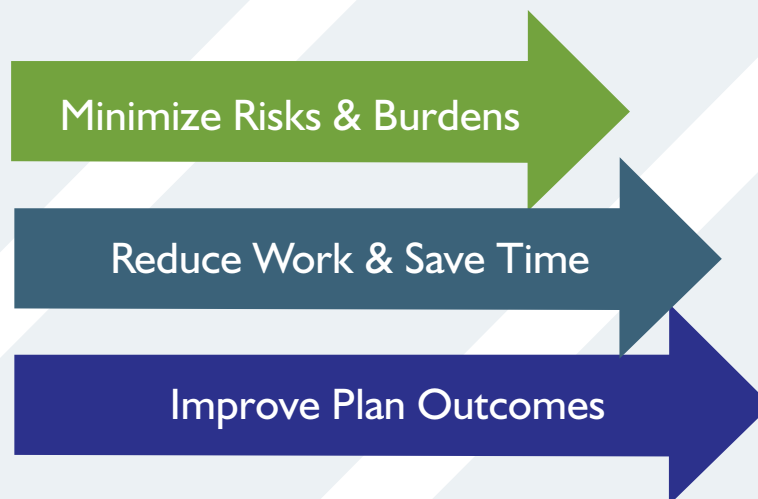 Minimize Risks & Burdens
Reduce Work & Save Time
Improve Plan Outcomes